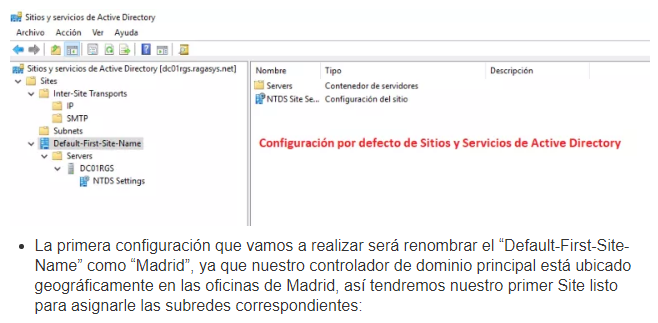 Sitios y servicios de Active Directory
Archivo Acción Ver Ayuda
Sitios y servicios de Active Directory [dc01rgs.ragasys.net]
Sites
Inter-Site Transports
IP
SMTP
Subnets
Default-First-Site-Name
Servers
DC01RGS
NTDS Settings
Nombre Tipo Descripción
Servers Contenedor de servidores
NTDS Site Se... Configuración del sitio
Configuración por defecto de Sitios y Servicios de Active Directory
• La primera configuración que vamos a realizar será renombrar el “Default-First-Site-
Name” como “Madrid”, ya que nuestro controlador de dominio principal está ubicado
geográficamente en las oficinas de Madrid, así tendremos nuestro primer Site listo
para asignarle las subredes correspondientes: